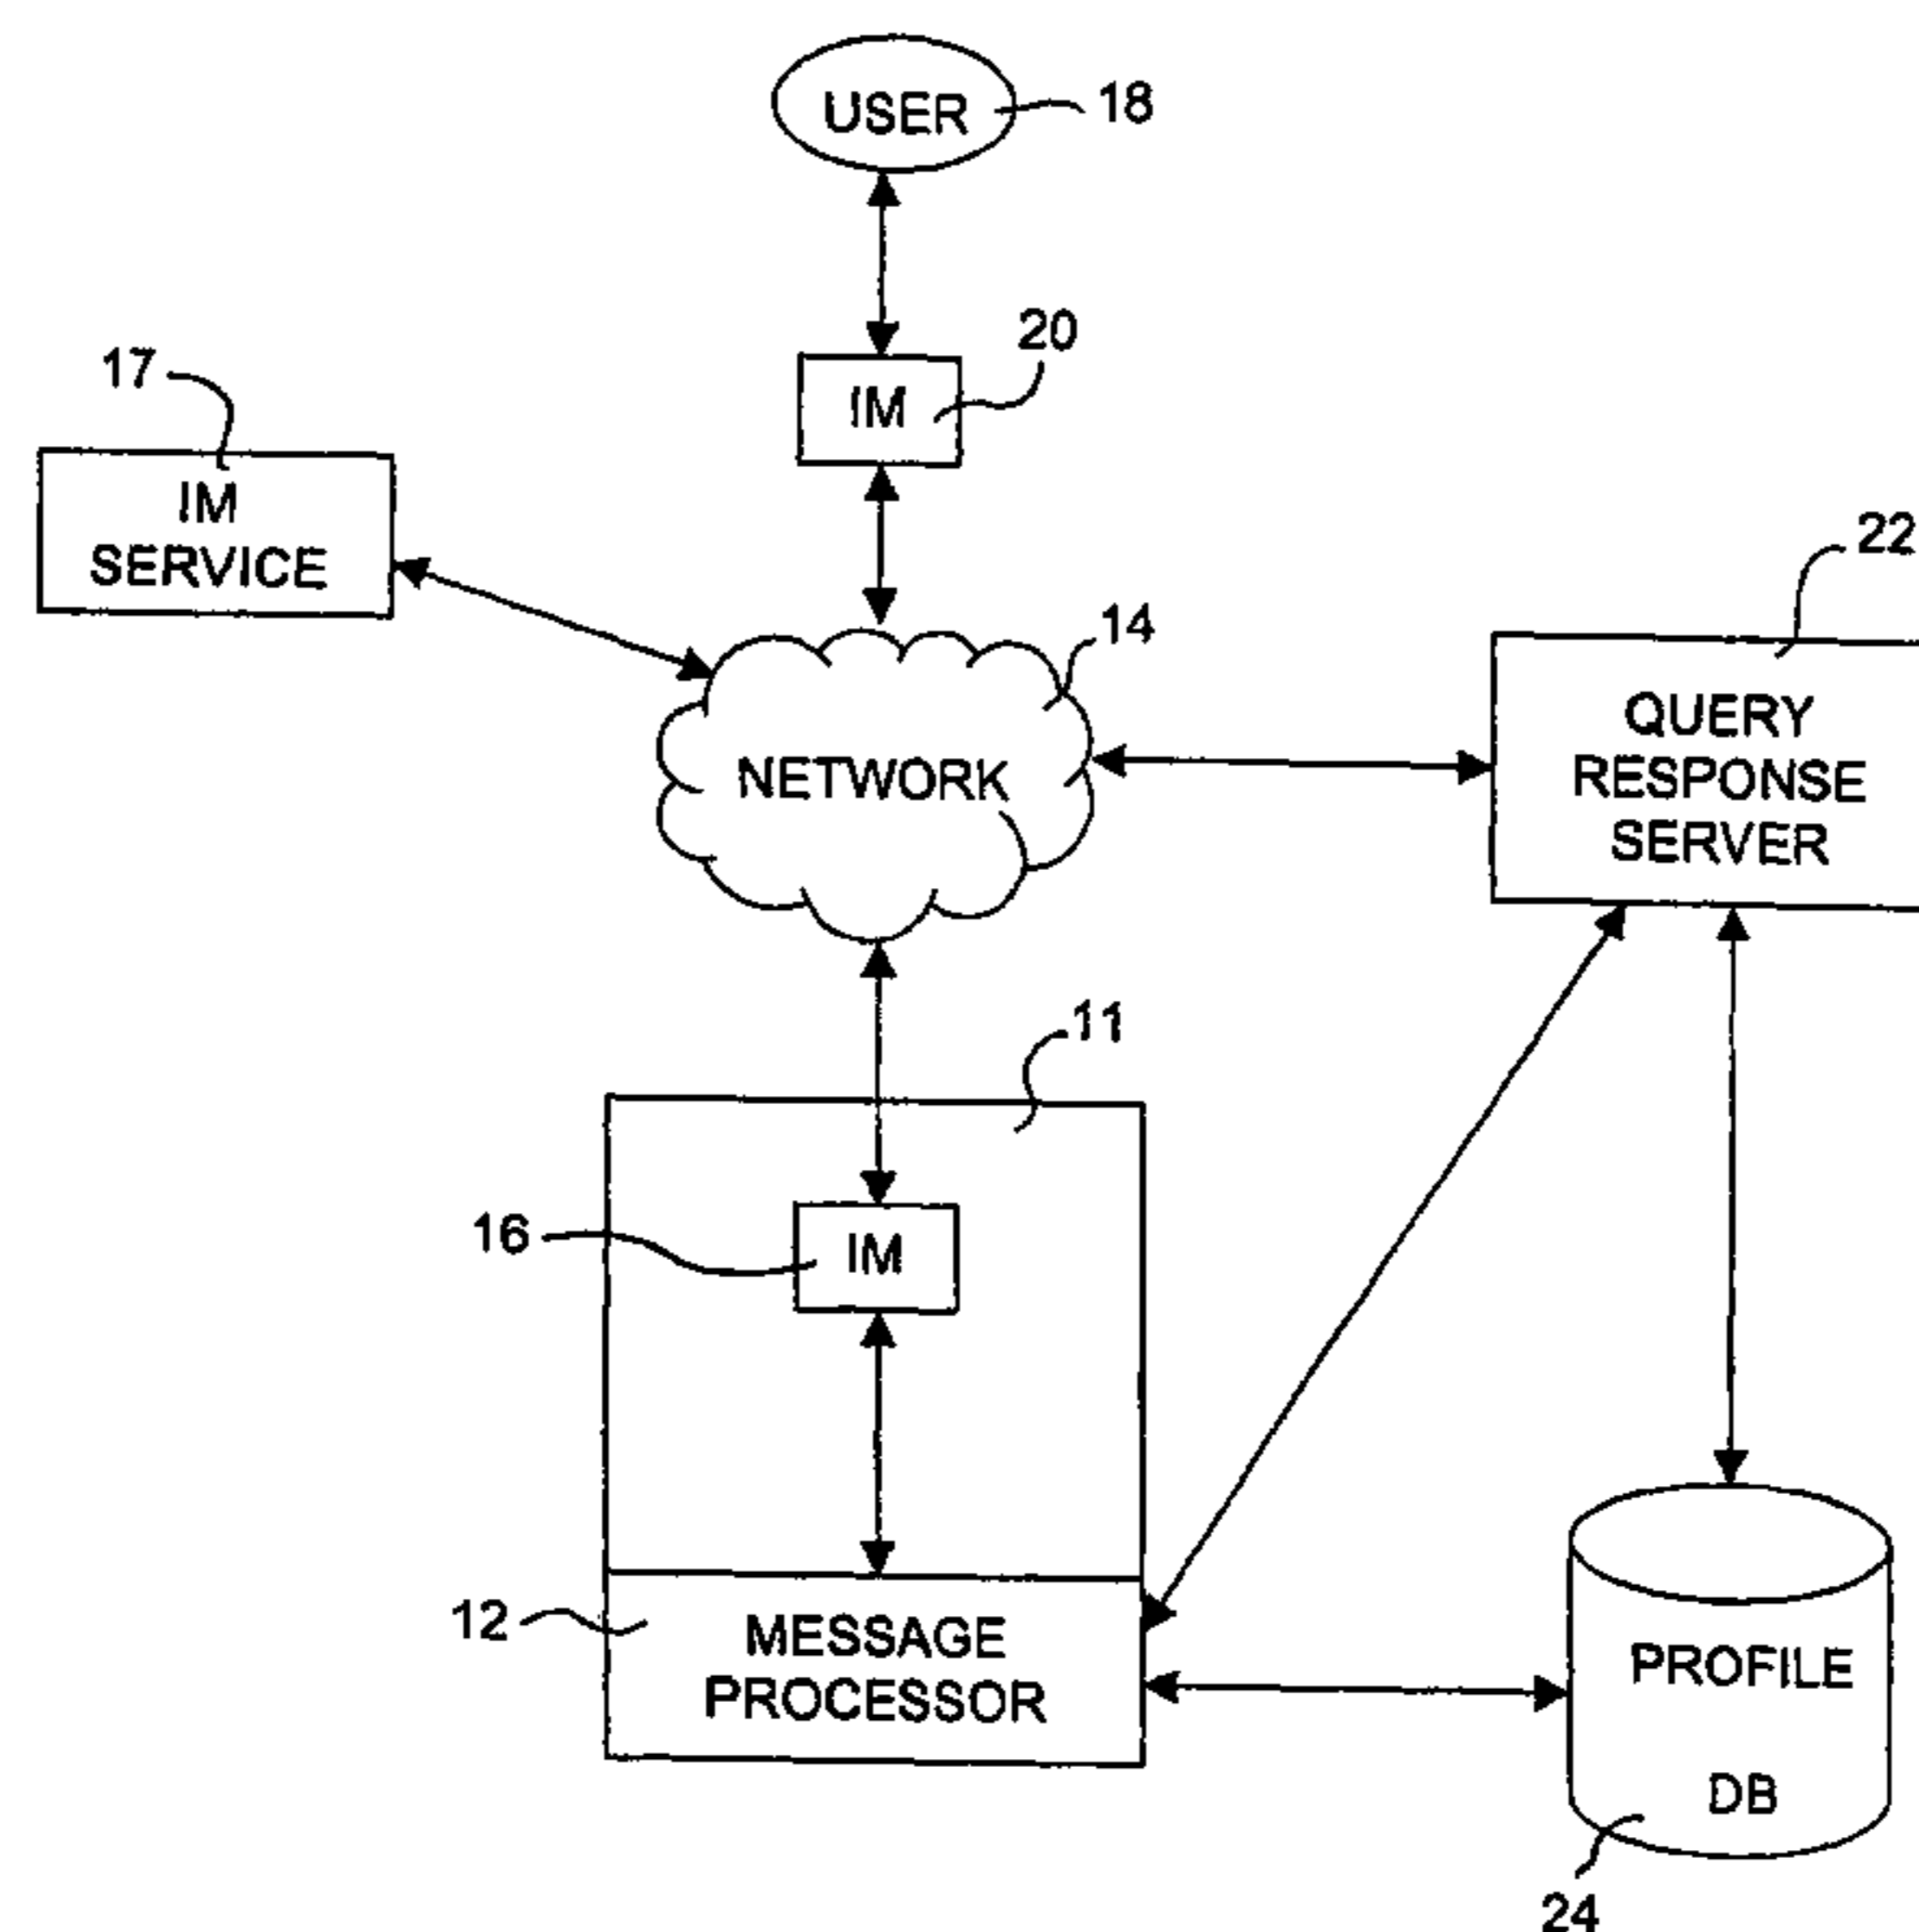 USER
18
20
IM
17
IM
SERVICE
22
14
QUERY
RESPONSE
SERVER
NETWORK
11
16
IM
12
MESSAGE
PROCESSOR
PROFILE
DB
24